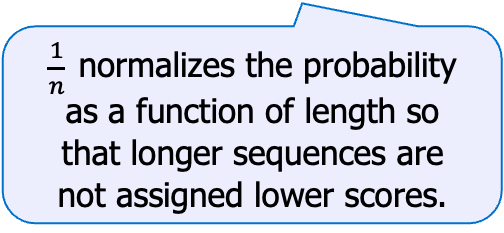 1/n normalizes the probability
as a function of length so
that longer sequences are
not assigned lower scores.